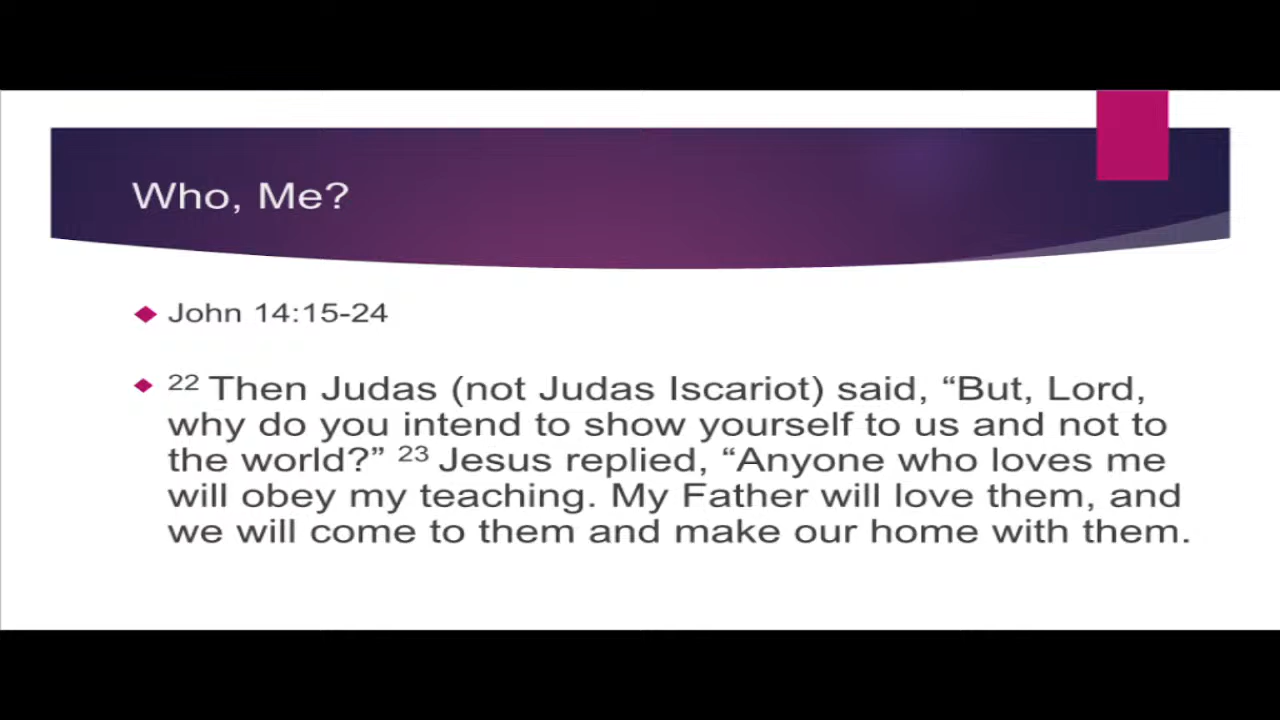 Who, Me?
John 14:15-24
22 Then Judas (not Judas Iscariot) said, “But, Lord,
why do you intend to show yourself to us and not to
the world?” 23 Jesus replied, “Anyone who loves me
will obey my teaching. My Father will love them, and
we will come to them and make our home with them.